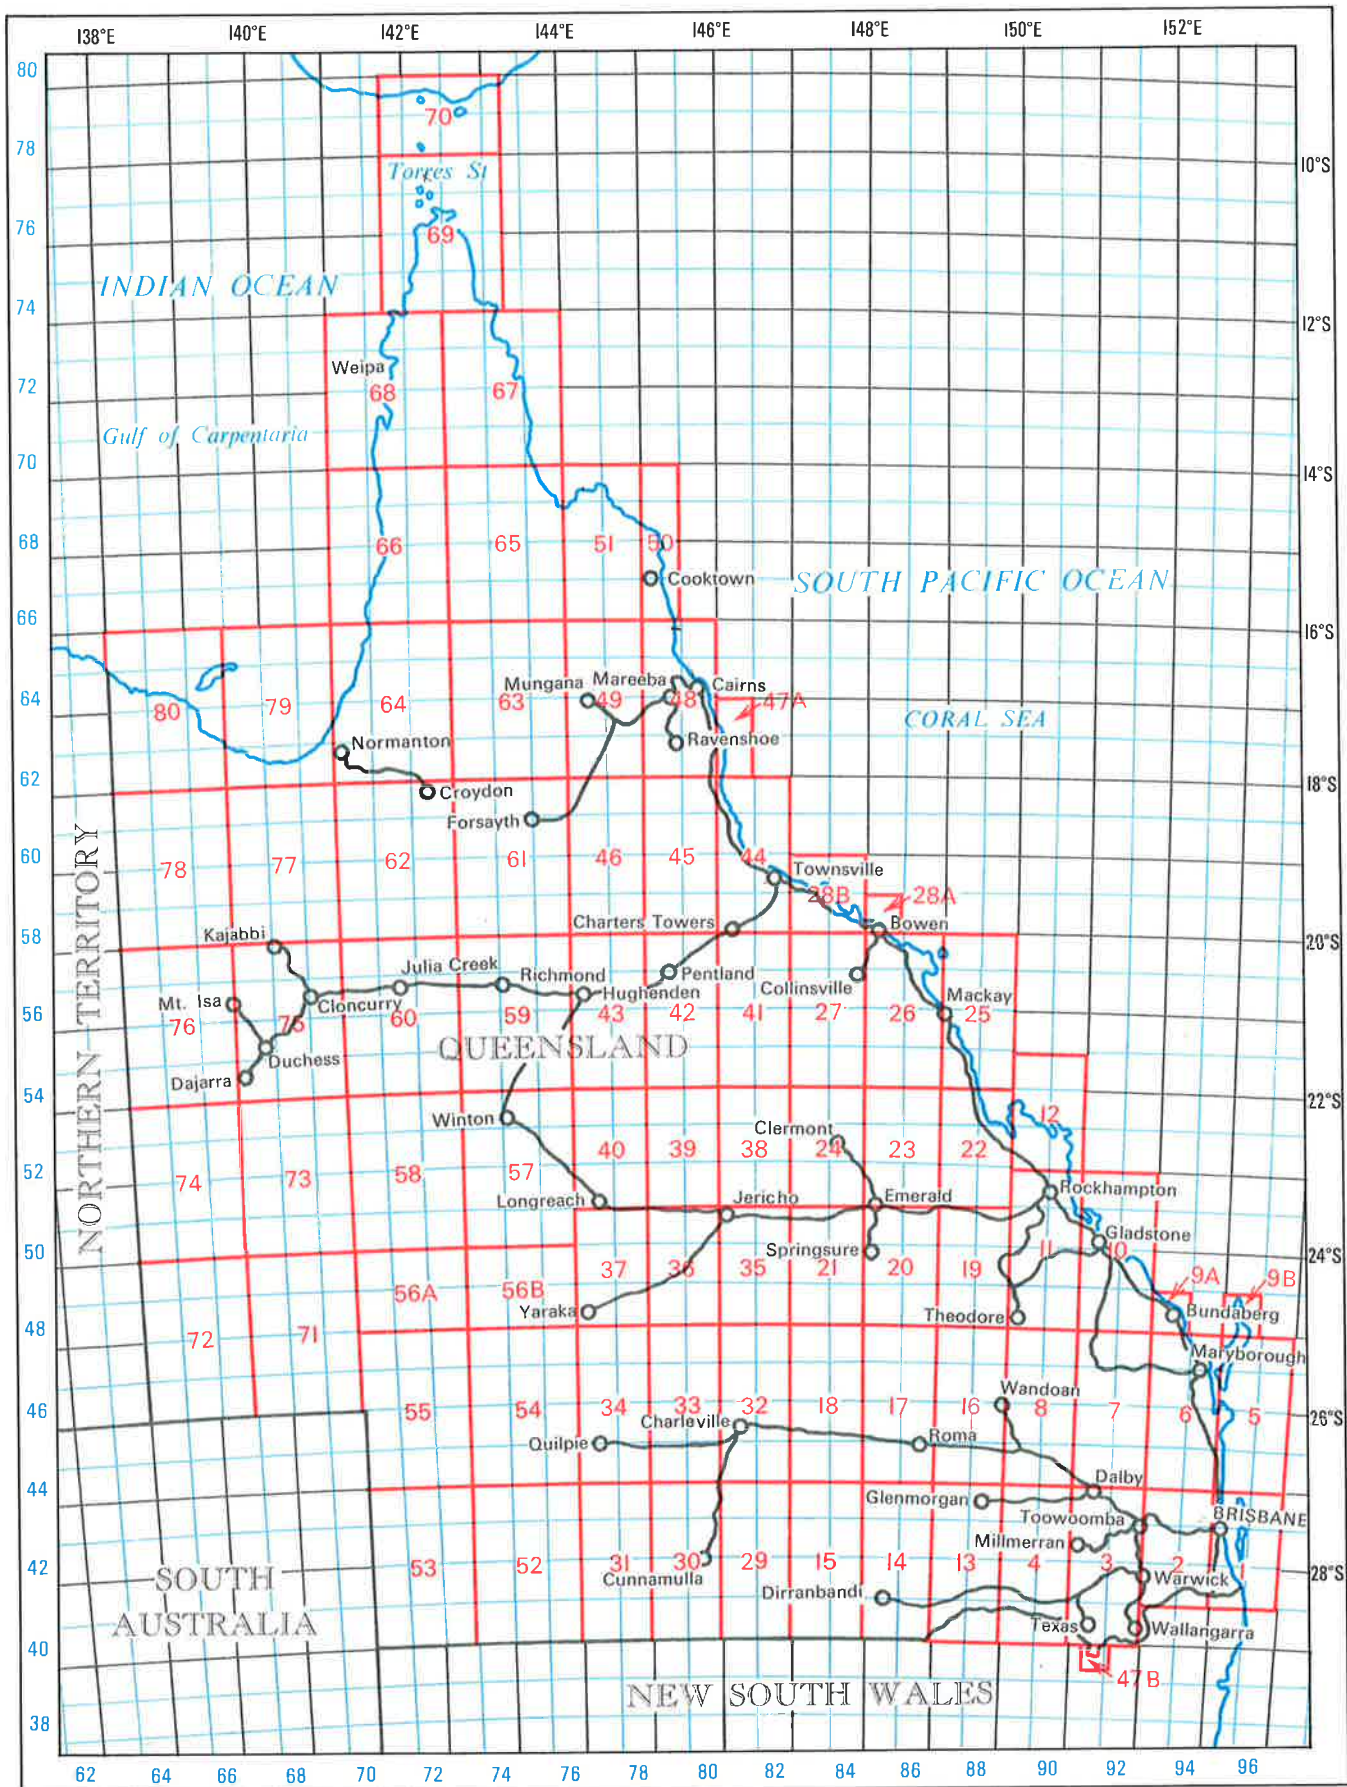 138°E 140°E 142°E 144°E 146°E 148°E 150°E 152°E
80
70
78
10°S
Torres St
76
69
INDIAN OCEAN
74
12°S
Weipa
72
68 67
Gulf of Carpentaria
70
14°S
68
66 65 51 50
Cooktown
SOUTH PACIFIC OCEAN
66
16°S
Mungana Mareeba Cairns
64
80 79 64 63 49 48 47A
CORAL SEA
Normanton
Ravenshoe
62
18°S
Croydon
Forsayth
NORTHERN TERRITORY
60
78 77 62 61 46 45 44
Townsville
28B 28A
Charters Towers
Bowen
58
Kajabbi
20°S
Julia Creek Richmond Pentland
Collinsville
Mt. Isa
Cloncurry
Hughenden
Mackay
56
76 75 60 59 43 42 41 27 26 25
QUEENSLAND
Duchess
Dajarra
54
22°S
Winton
12
Clermont
52
74 73 58 57 40 39 38 24 23 22
Rockhampton
Longreach Jericho Emerald
Gladstone
50
Springsure
24°S
37 36 35 21 20 19 11 10
9A 9B
56A 56B
Yaraka
Theodore
Bundaberg
48
72 71
Maryborough
Wandoan
46
55 54 34 33 32 18 17 16 8 7 6 5
26°S
Charleville
Quilpie
Roma
44
Dalby
Glenmorgan
Toowoomba
BRISBANE
Millmerran
42
53 52 31 30 29 15 14 13 4 3 2 1
28°S
Cunnamulla
Warwick
SOUTH
AUSTRALIA
Dirranbandi
Texas Wallangarra
40
47B
NEW SOUTH WALES
38
62 64 66 68 70 72 74 76 78 80 82 84 86 88 90 92 94 96